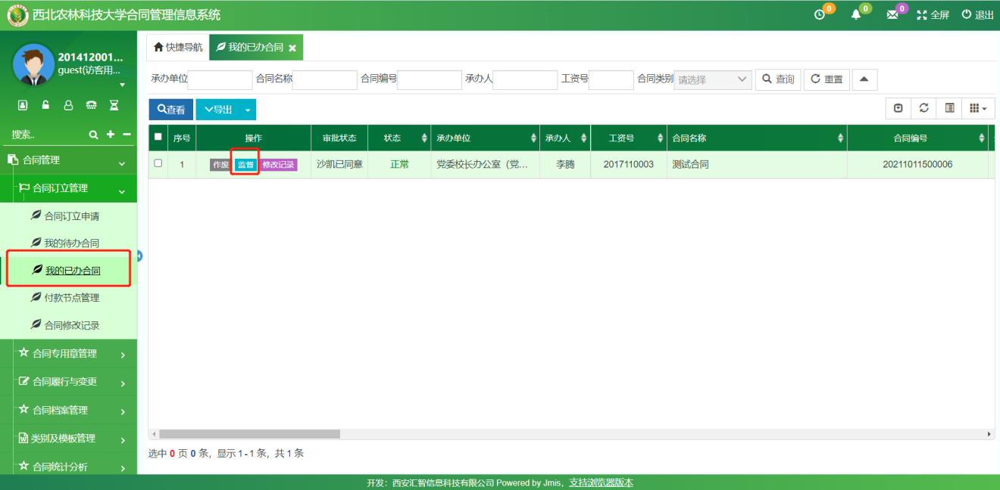 西北农林科技大学合同管理信息系统
0 0 0 全屏 退出
201412001...
guest(访客用...
搜索..
合同管理
合同订立管理
合同订立申请
我的待办合同
我的已办合同
付款节点管理
合同修改记录
合同专用章管理
合同履行与变更
合同档案管理
类别及模板管理
合同统计分析
快捷导航 我的已办合同
承办单位 合同名称 合同编号 承办人 工资号 合同类别 请选择 查询 重置
查看 导出
序号 操作 审批状态 状态 承办单位 承办人 工资号 合同名称 合同编号
1 作废 监督 修改记录 沙凯已同意 正常 党委校长办公室（党... 李腾 2017110003 测试合同 20211011500006
选中 0 页 0 条，显示 1 - 1 条，共 1 条
开发：西安汇智信息科技有限公司 Powered by Jmis，支持浏览器版本